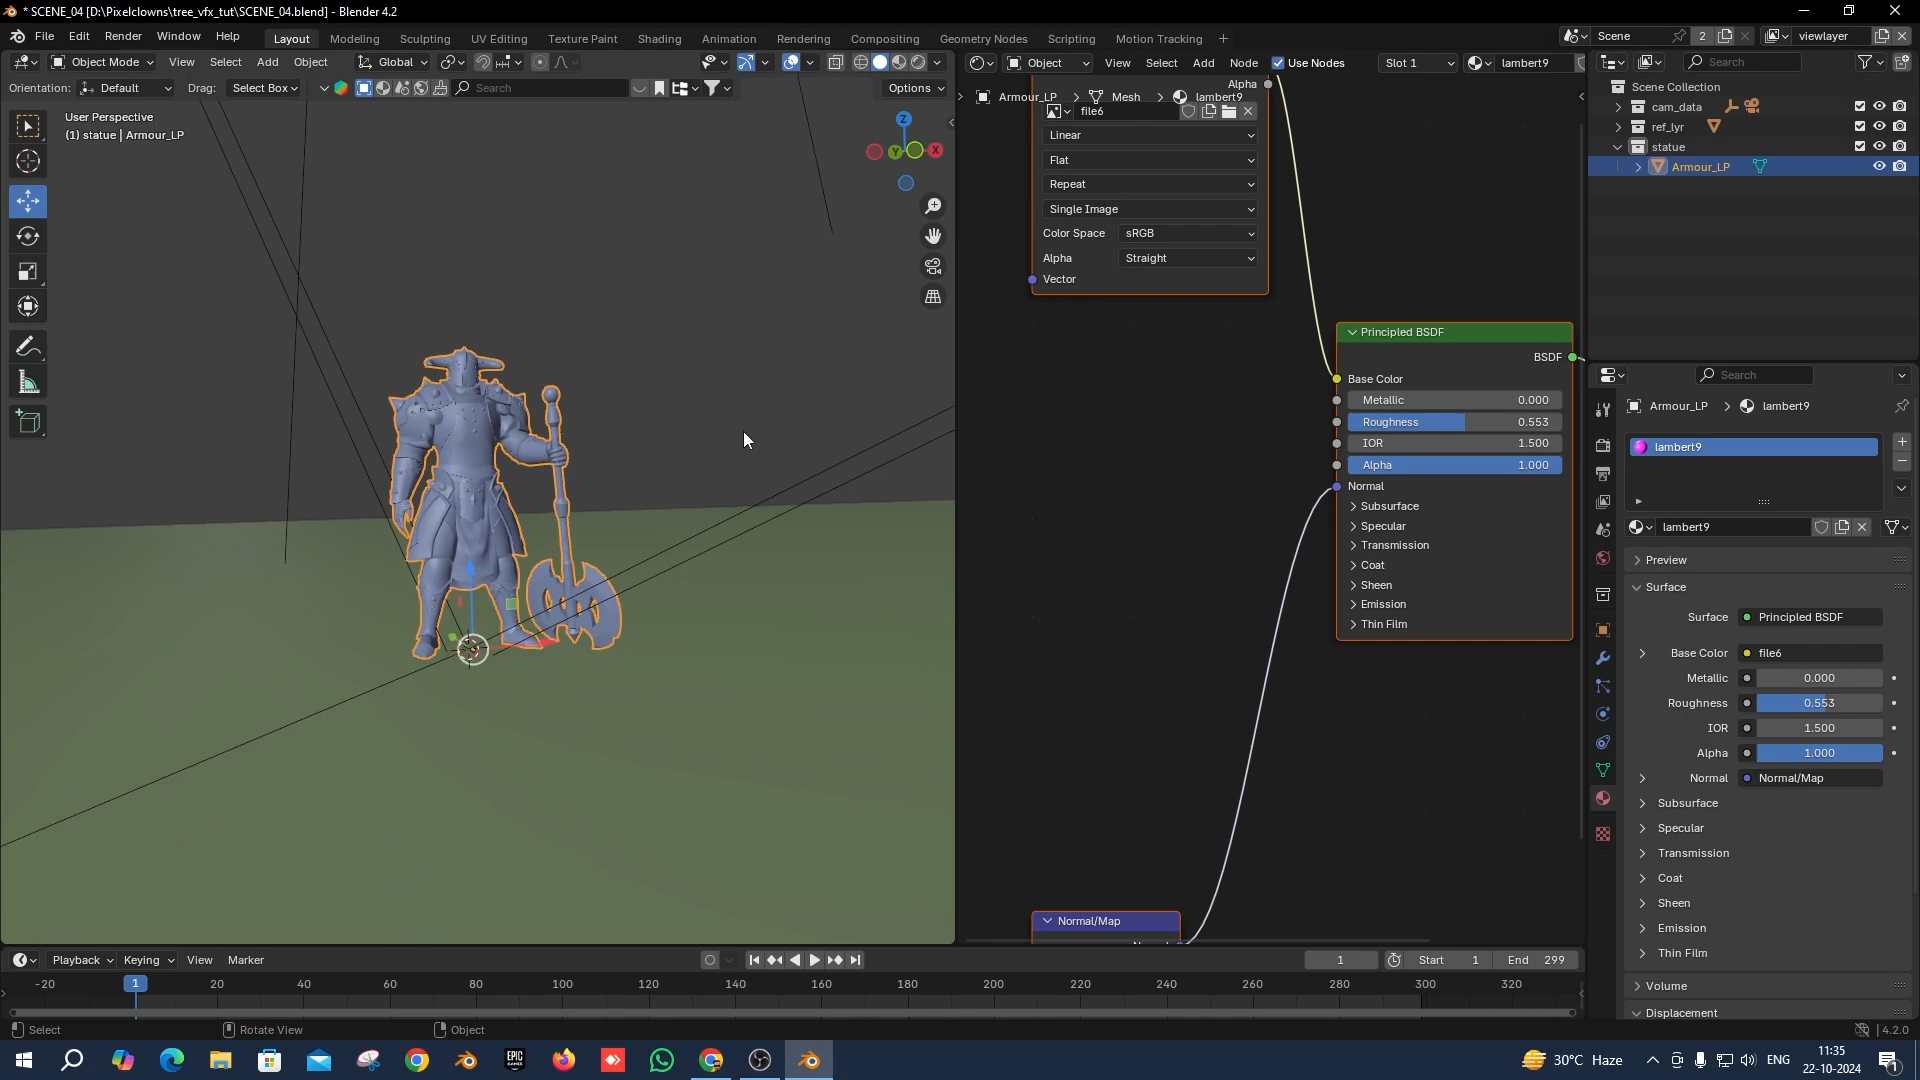 * SCENE_04 [D:\Pixelclowns\tree_vfx_tut\SCENE_04.blend] - Blender 4.2
File Edit Render Window Help
Layout Modeling Sculpting UV Editing Texture Paint Shading Animation Rendering Compositing Geometry Nodes Scripting Motion Tracking +
Scene 2 viewlayer
Object Mode View Select Add Object Global
Orientation: Default Drag: Select Box Search Options
User Perspective
(1) statue | Armour_LP
Z
Y
X
Object View Select Add Node Use Nodes Slot 1 lambert9
Armour_LP > Mesh > lambert9
Alpha
file6
Linear
Flat
Repeat
Single Image
Color Space sRGB
Alpha Straight
Vector
Principled BSDF
BSDF
Base Color
Metallic 0.000
Roughness 0.553
IOR 1.500
Alpha 1.000
Normal
Subsurface
Specular
Transmission
Coat
Sheen
Emission
Thin Film
Normal/Map
Search
Scene Collection
cam_data
ref_lyr
statue
Armour_LP
Search
Armour_LP > lambert9
lambert9
lambert9
Preview
Surface
Surface Principled BSDF
Base Color file6
Metallic 0.000
Roughness 0.553
IOR 1.500
Alpha 1.000
Normal Normal/Map
Subsurface
Specular
Transmission
Coat
Sheen
Emission
Thin Film
Volume
Displacement
Playback Keying View Marker
1 Start 1 End 299
-20 1 20 40 60 80 100 120 140 160 180 200 220 240 260 280 300 320
Select Rotate View Object
4.2.0
EPIC GAMES
30°C Haze
ENG
11:35
22-10-2024
1